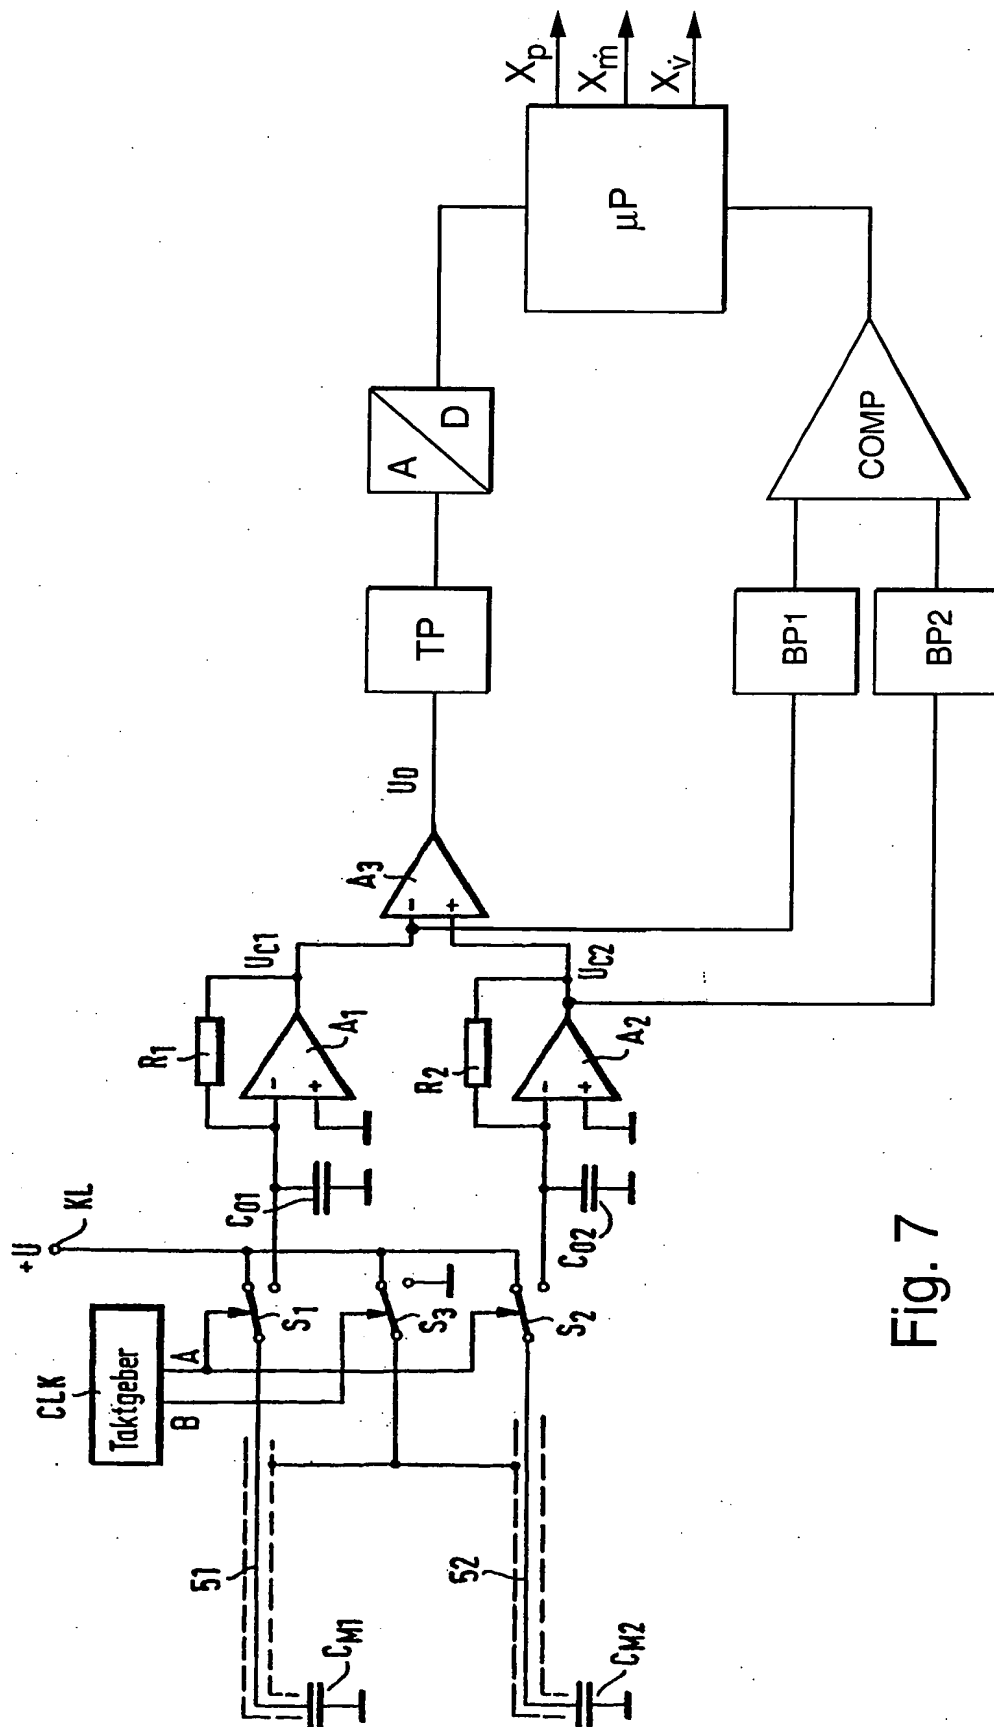 CLK
Taktgeber
A
B
+U
KL
51
52
CM1
CM2
S1
S3
S2
C01
C02
R1
R2
A1
A2
UC1
UC2
A3
U0
TP
A
D
BP1
BP2
COMP
µP
Xp
Xṁ
Xv̇
Fig. 7